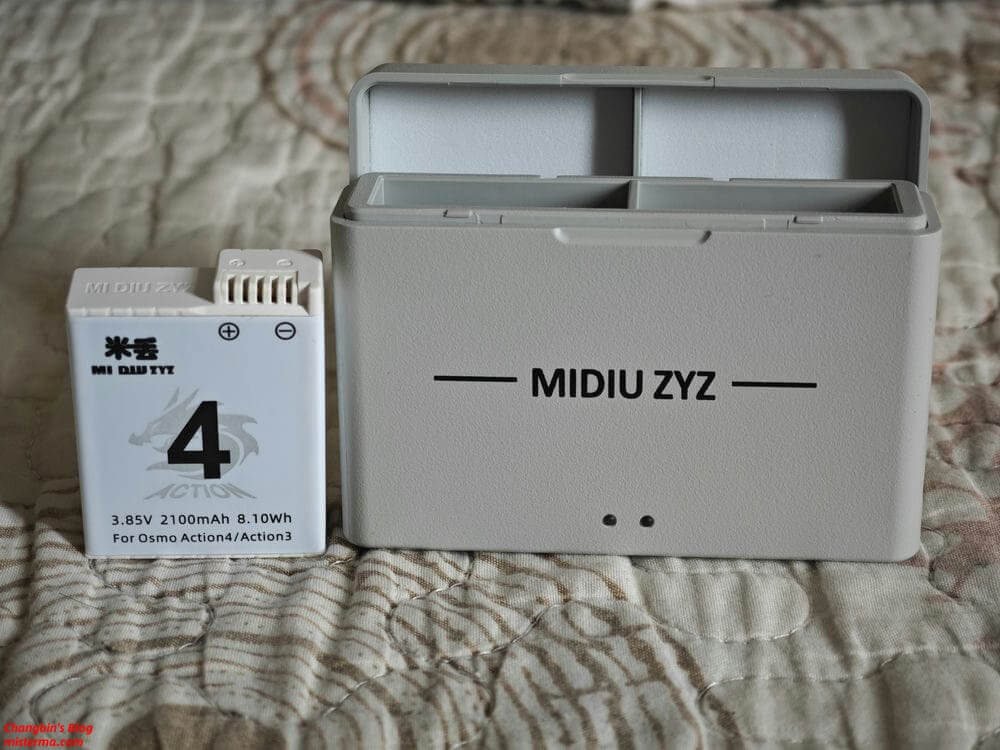 MI DIU ZYZ
米丢
MI DIU ZYZ
4
ACTION
3.85V 2100mAh 8.10Wh
For Osmo Action4/Action3
MIDIU ZYZ
Changbin's Blog
misterma.com